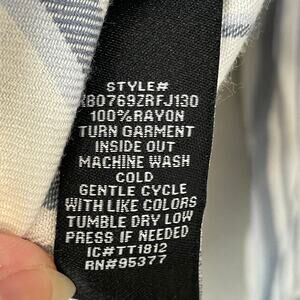 STYLE#
XB0769ZRFJ130
100%RAYON
TURN GARMENT
INSIDE OUT
MACHINE WASH
COLD
GENTLE CYCLE
WITH LIKE COLORS
TUMBLE DRY LOW
PRESS IF NEEDED
IC#TT1812
RN#95377